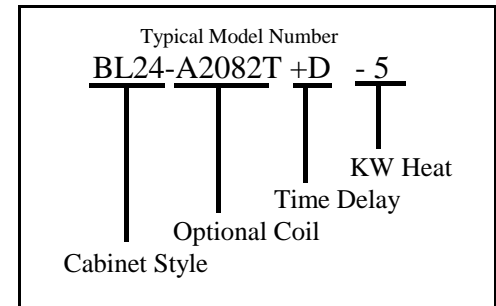 Typical Model Number
BL24-A2082T +D - 5
KW Heat
Time Delay
Optional Coil
Cabinet Style